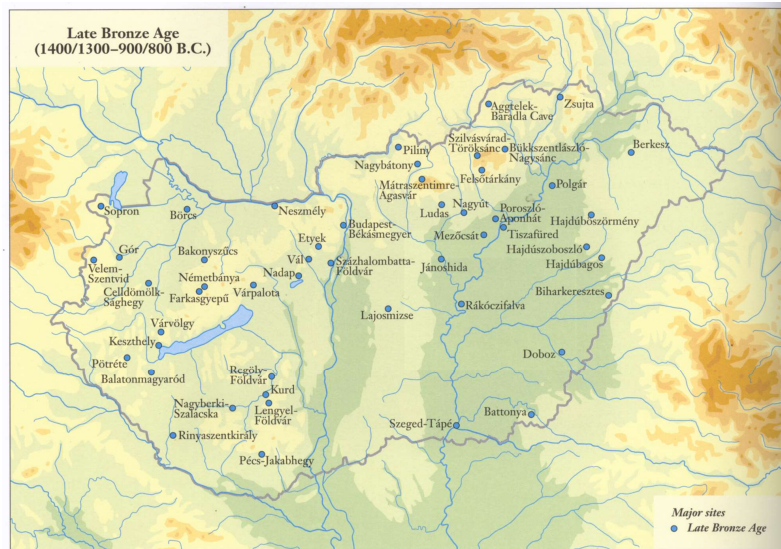 Late Bronze Age
(1400/1300–900/800 B.C.)
Aggtelek-
Baradla Cave
Zsujta
Szilvásvárad-
Töröksánc
Bükkszentlászló-
Nagysánc
Piliny
Nagybátony
Felsőtárkány
Berkesz
Mátraszentimre-
Agasvár
Polgár
Sopron
Börcs
Neszmély
Ludas
Nagyút
Poroszló-
Aponhát
Hajdúböszörmény
Budapest-
Békásmegyer
Mezőcsát
Tiszafüred
Etyek
Gór
Bakonyszűcs
Vál
Százhalombatta-
Földvár
Jánoshida
Hajdúszoboszló
Hajdúbagos
Velem-
Szentvid
Nadap
Celldömölk-
Sághegy
Németbánya
Farkasgyepű
Várpalota
Biharkeresztes
Lajosmizse
Rákóczifalva
Várvölgy
Keszthely
Doboz
Pötréte
Balatonmagyaród
Regöly-
Földvár
Kurd
Nagyberki-
Szalacska
Lengyel-
Földvár
Battonya
Szeged-Tápé
Rinyaszentkirály
Pécs-Jakabhegy
Major sites
Late Bronze Age